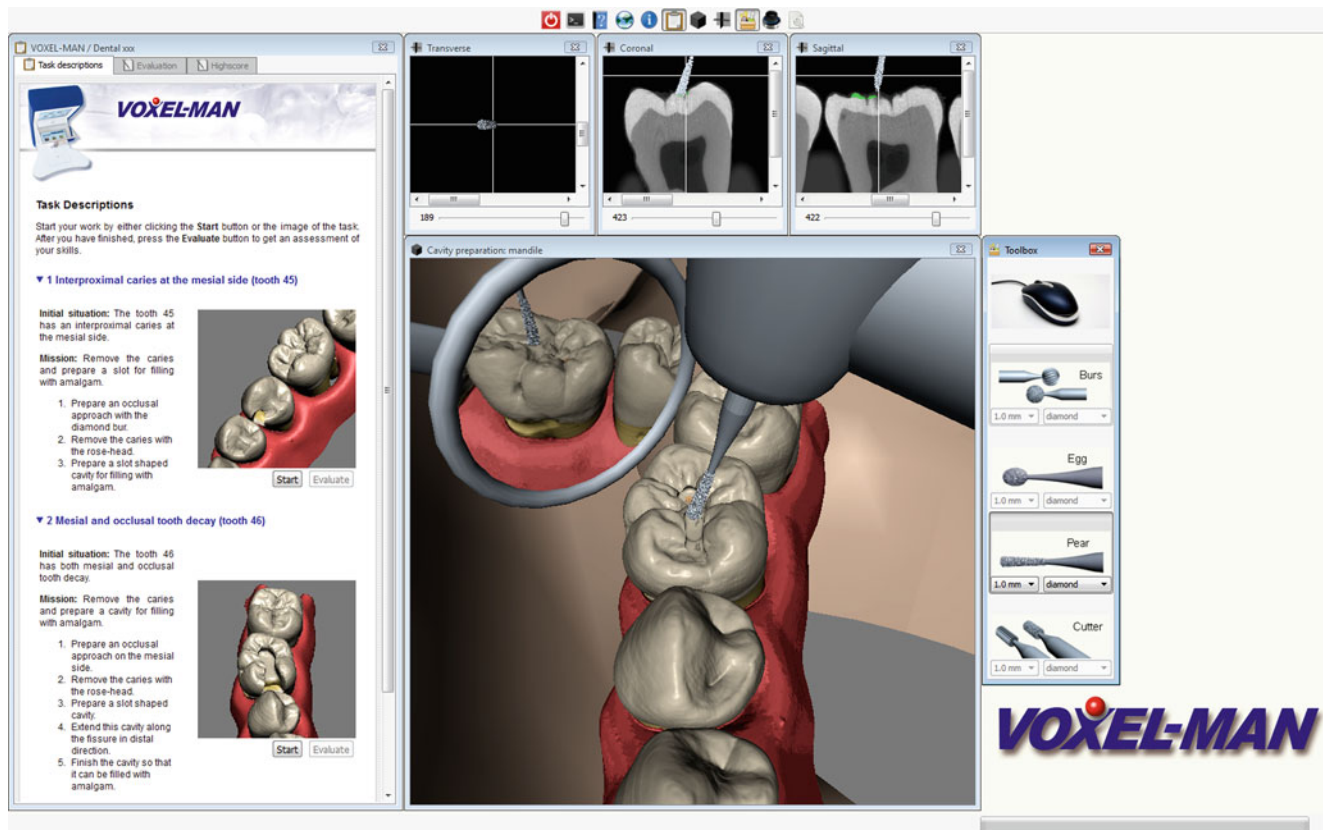 VOXEL-MAN / Dental xxx
Task descriptions
Evaluation
Highscore
VOXEL-MAN
Task Descriptions
Start your work by either clicking the Start button or the image of the task.
After you have finished, press the Evaluate button to get an assessment of
your skills.
1 Interproximal caries at the mesial side (tooth 45)
Initial situation: The tooth 45
has an interproximal caries at
the mesial side.
Mission: Remove the caries
and prepare a slot for filling
with amalgam.
1. Prepare an occlusal
approach with the
diamond bur.
2. Remove the caries with
the rose-head.
3. Prepare a slot shaped
cavity for filling with
amalgam.
Start
Evaluate
2 Mesial and occlusal tooth decay (tooth 46)
Initial situation: The tooth 46
has both mesial and occlusal
tooth decay.
Mission: Remove the caries
and prepare a cavity for filling
with amalgam.
1. Prepare an occlusal
approach on the mesial
side.
2. Remove the caries with
the rose-head.
3. Prepare a slot shaped
cavity.
4. Extend this cavity along
the fissure in distal
direction.
5. Finish the cavity so that
it can be filled with
amalgam.
Start
Evaluate
Transverse
189
Coronal
423
Sagittal
422
Cavity preparation: mandile
Toolbox
Burs
1.0 mm
diamond
Egg
1.0 mm
diamond
Pear
1.0 mm
diamond
Cutter
1.0 mm
diamond
VOXEL-MAN